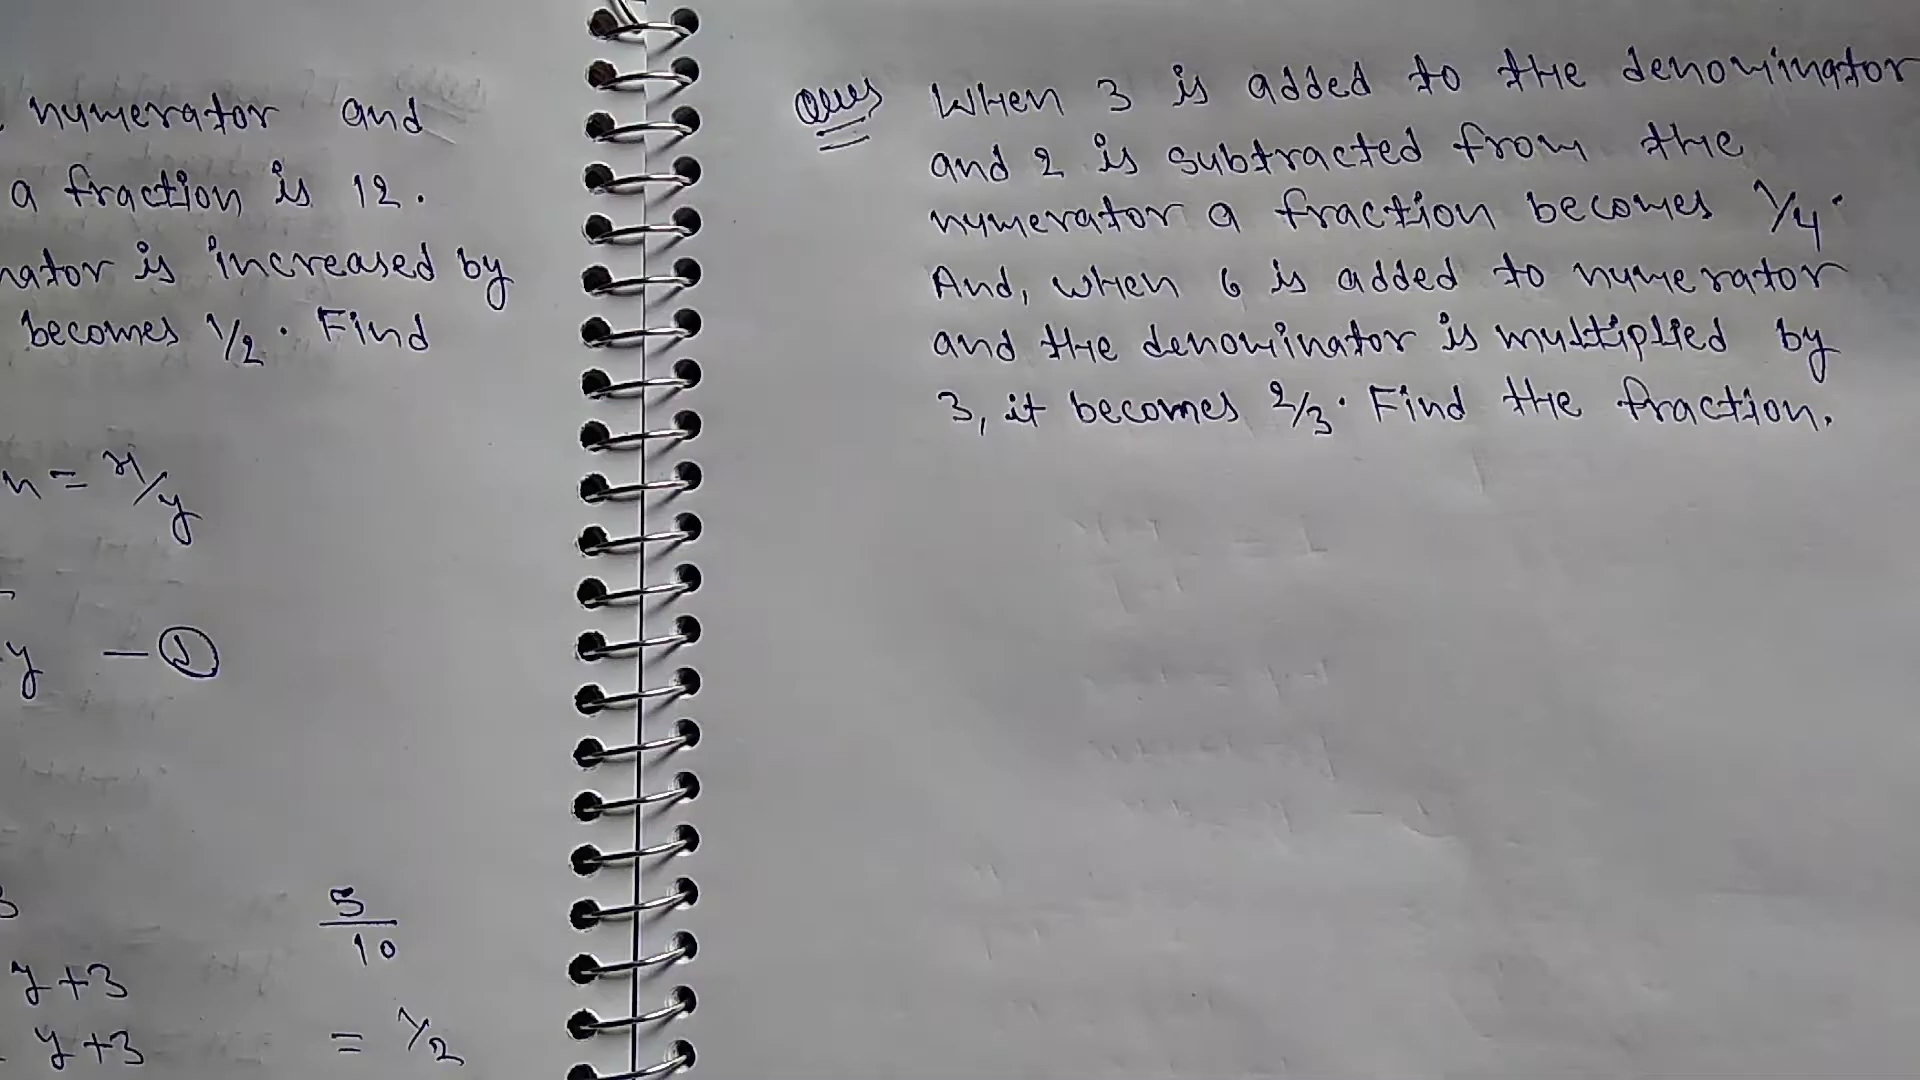 numerator and
a fraction is 12.
nator is increased by
becomes 1/2. Find
n = x/y
y — ①
5
10
y+3
y+3 = 1/2
Ques When 3 is added to the denominator
and 2 is subtracted from the
numerator a fraction becomes 1/4.
And, when 6 is added to numerator
and the denominator is multiplied by
3, it becomes 2/3. Find the fraction.